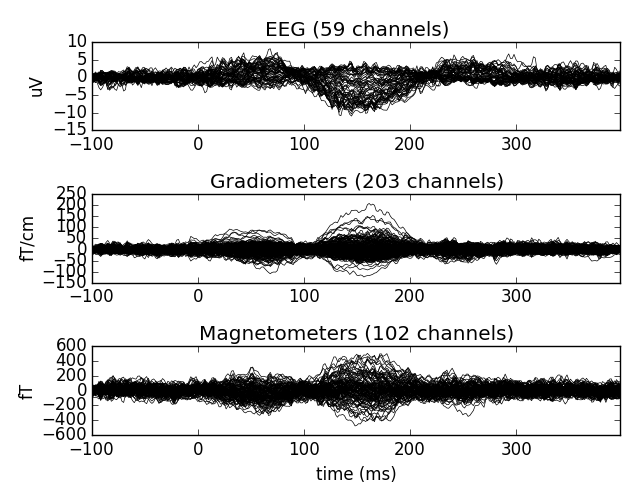 EEG (59 channels)
10
5
0
−5
−10
−15
uV
−100 0 100 200 300
Gradiometers (203 channels)
250
200
150
100
50
0
−50
−100
−150
fT/cm
−100 0 100 200 300
Magnetometers (102 channels)
600
400
200
0
−200
−400
−600
fT
−100 0 100 200 300
time (ms)